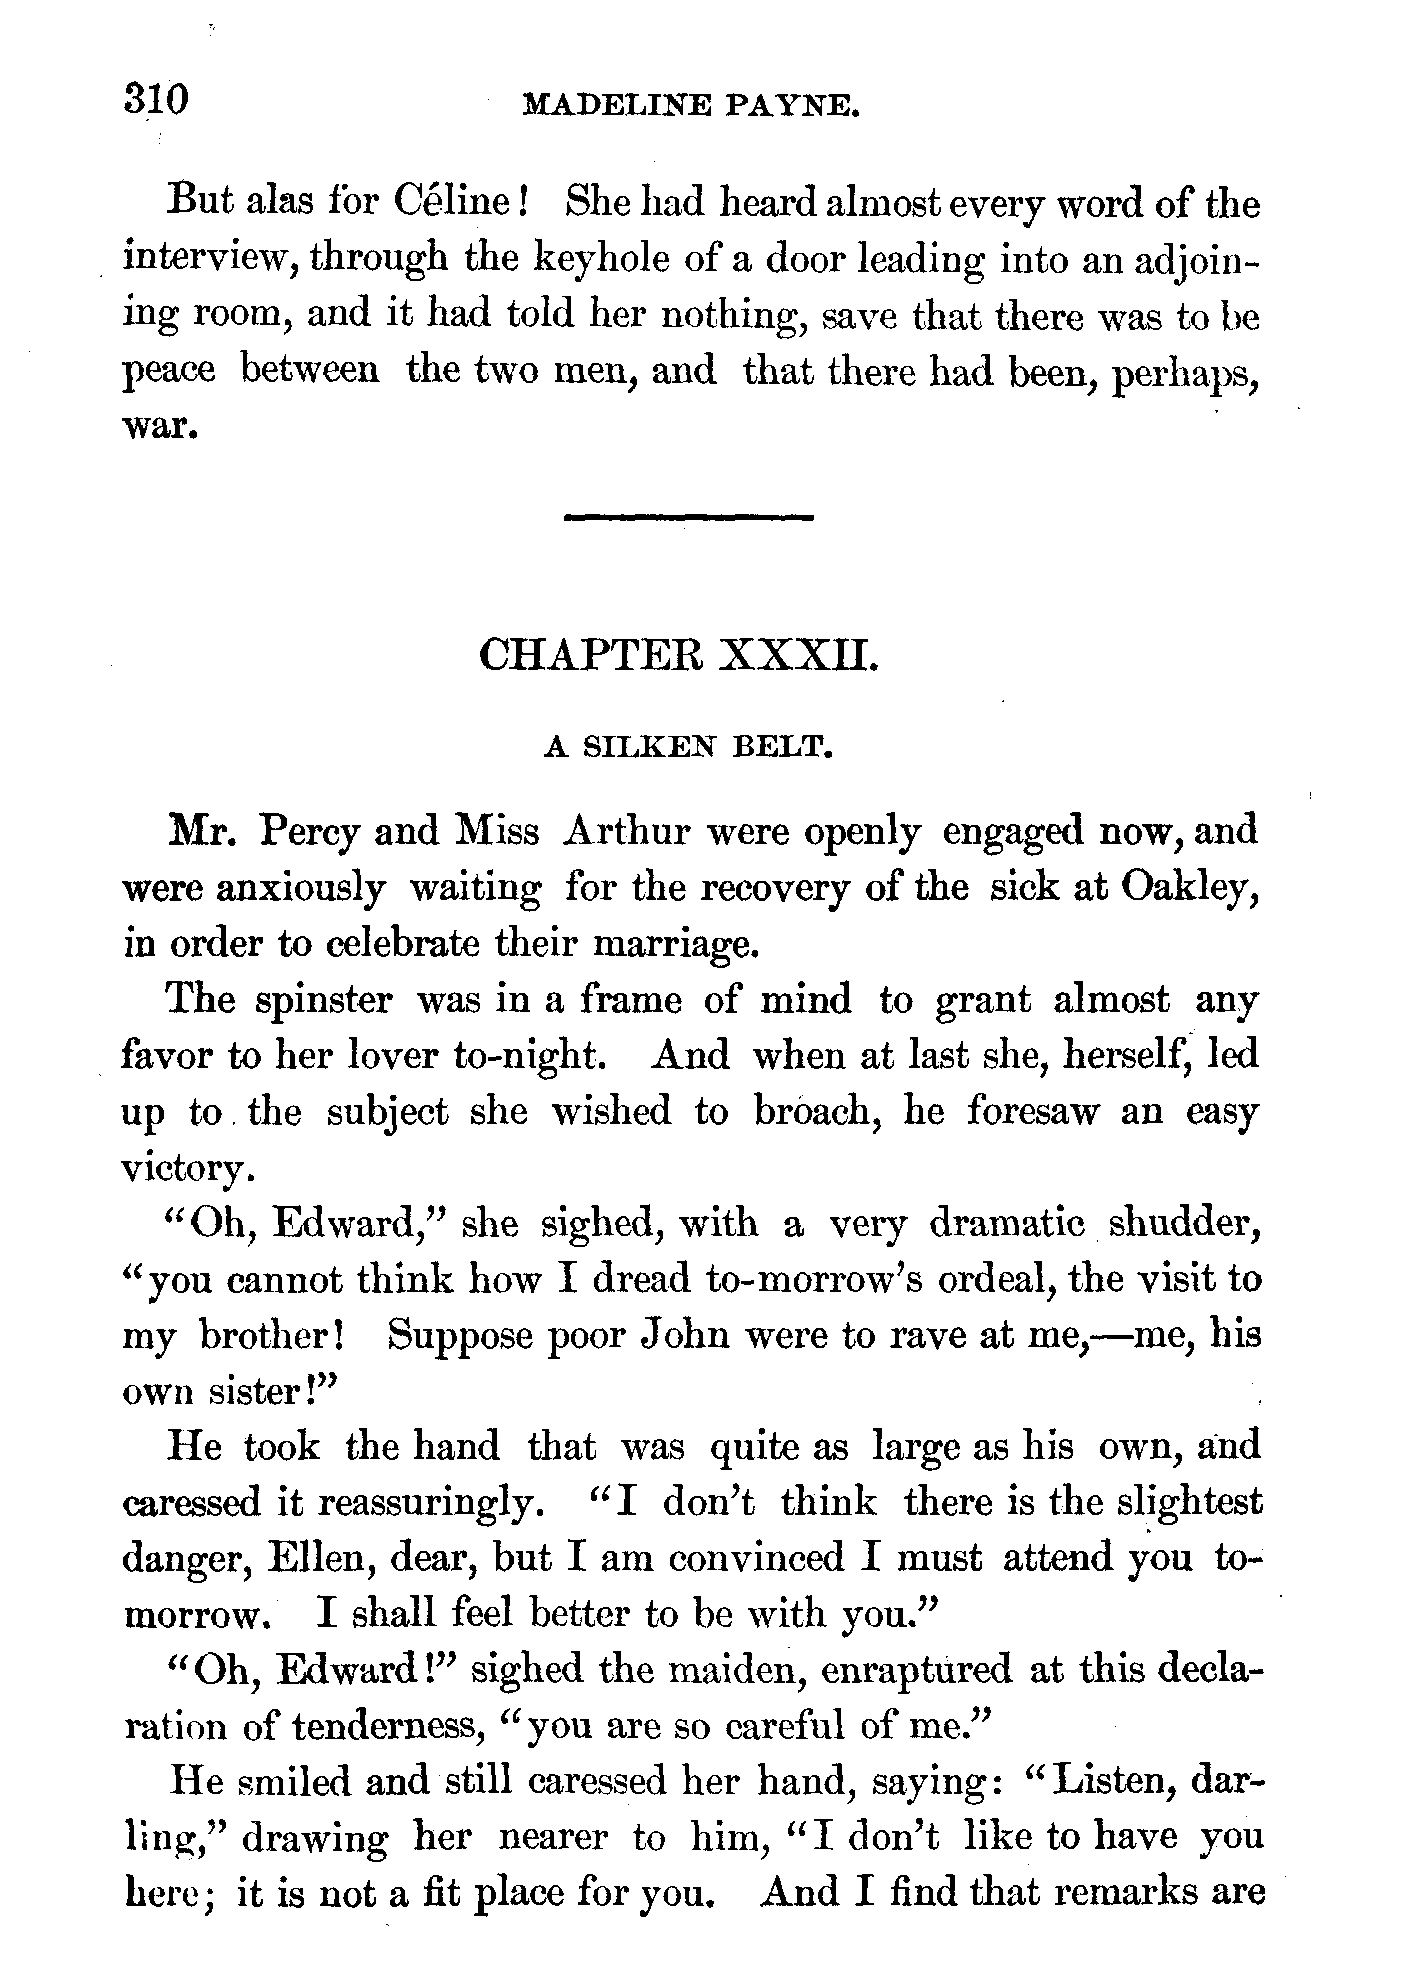 310 MADELINE PAYNE.
But alas for Céline! She had heard almost every word of the
interview, through the keyhole of a door leading into an adjoin-
ing room, and it had told her nothing, save that there was to be
peace between the two men, and that there had been, perhaps,
war.
CHAPTER XXXII.
A SILKEN BELT.
Mr. Percy and Miss Arthur were openly engaged now, and
were anxiously waiting for the recovery of the sick at Oakley,
in order to celebrate their marriage.
The spinster was in a frame of mind to grant almost any
favor to her lover to-night. And when at last she, herself, led
up to the subject she wished to broach, he foresaw an easy
victory.
"Oh, Edward," she sighed, with a very dramatic shudder,
"you cannot think how I dread to-morrow's ordeal, the visit to
my brother! Suppose poor John were to rave at me,—me, his
own sister!"
He took the hand that was quite as large as his own, and
caressed it reassuringly. "I don't think there is the slightest
danger, Ellen, dear, but I am convinced I must attend you to-
morrow. I shall feel better to be with you."
"Oh, Edward!" sighed the maiden, enraptured at this decla-
ration of tenderness, "you are so careful of me."
He smiled and still caressed her hand, saying: "Listen, dar-
ling," drawing her nearer to him, "I don't like to have you
here; it is not a fit place for you. And I find that remarks are